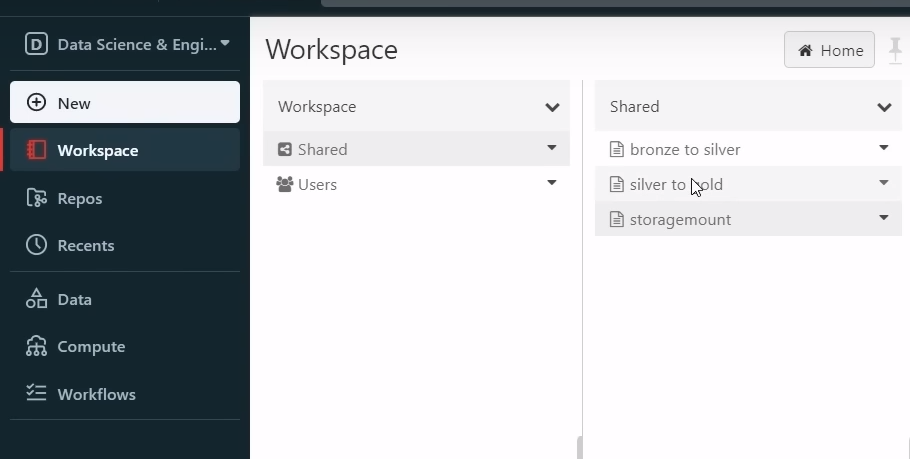 D Data Science & Engi...
New
Workspace
Repos
Recents
Data
Compute
Workflows
Workspace
Home
Workspace
Shared
Users
Shared
bronze to silver
silver to old
storagemount